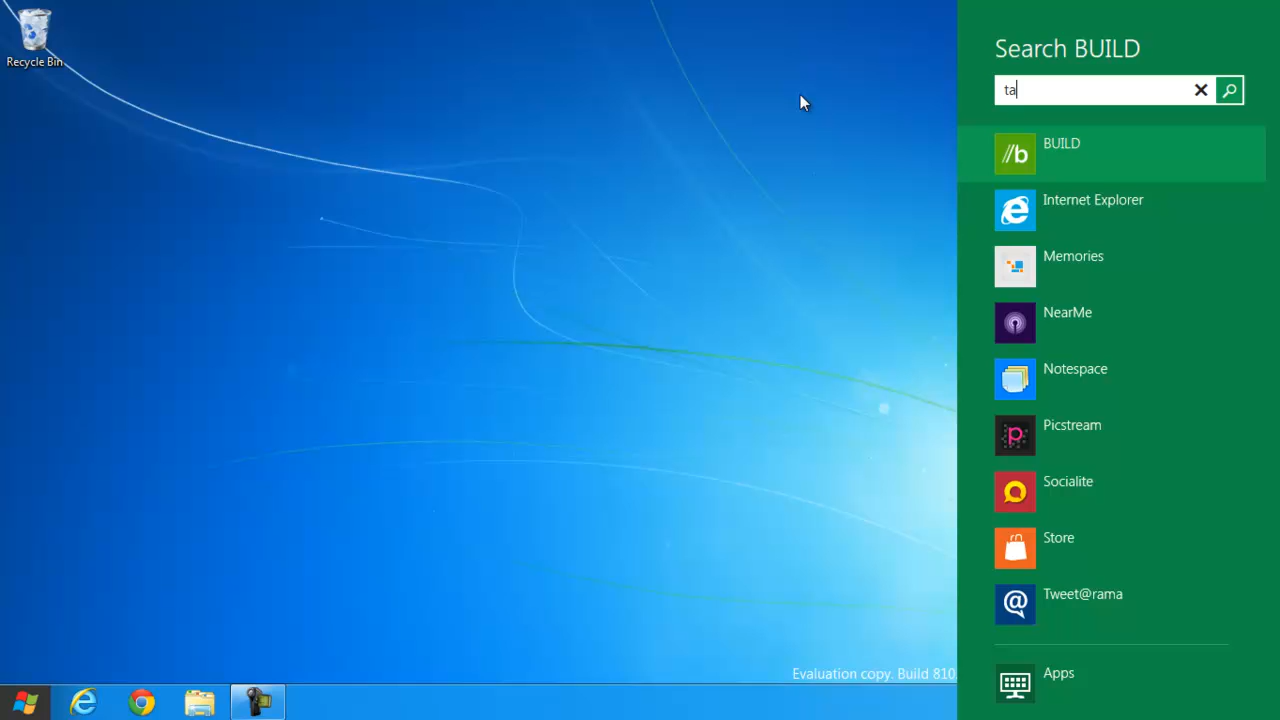 Recycle Bin
Search BUILD
ta
//b
BUILD
Internet Explorer
Memories
NearMe
Notespace
Picstream
Socialite
Store
Tweet@rama
Apps
Evaluation copy. Build 810